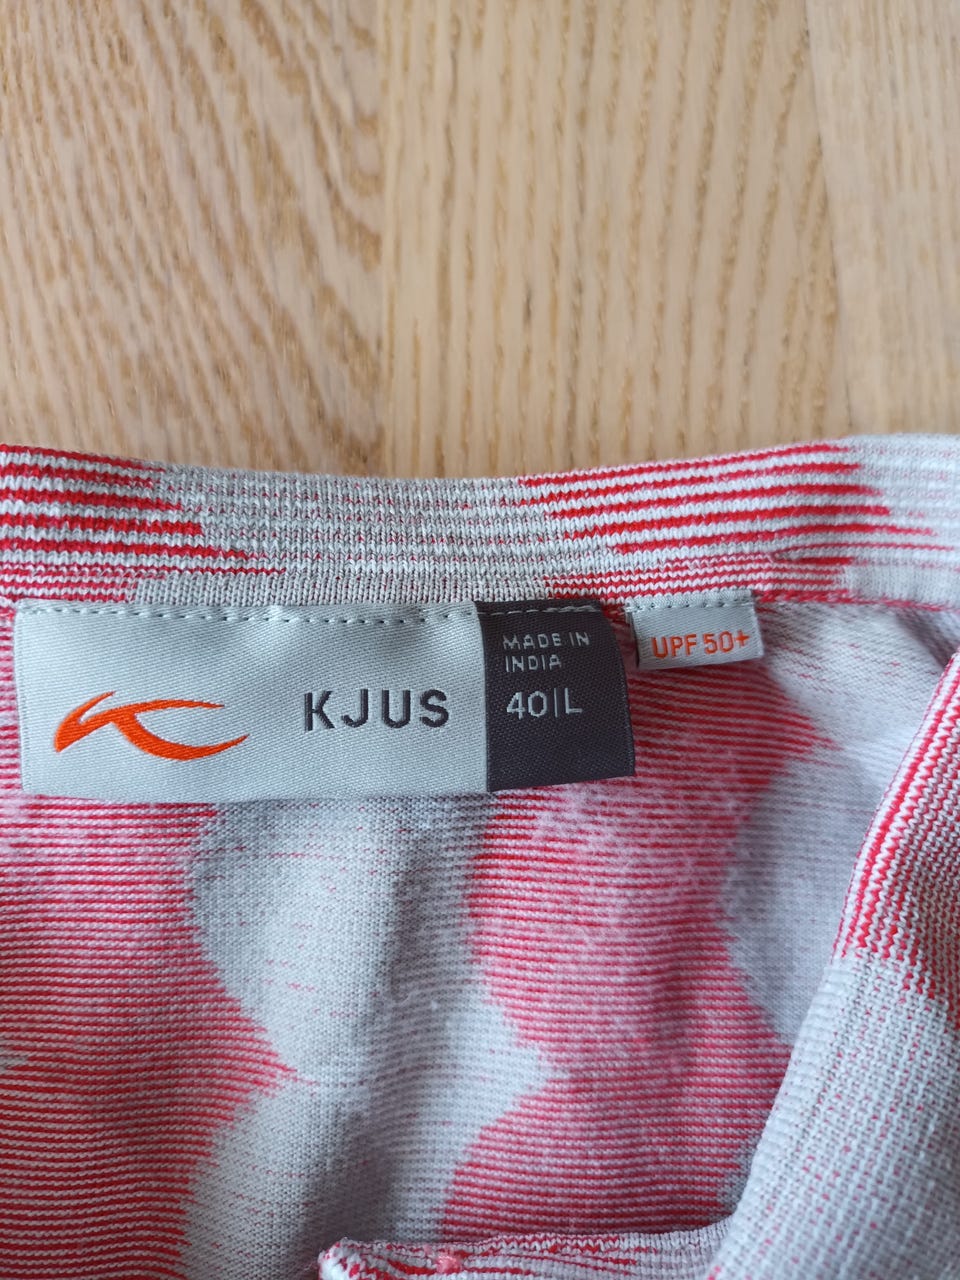 KJUS
MADE IN
INDIA
40|L
UPF 50+